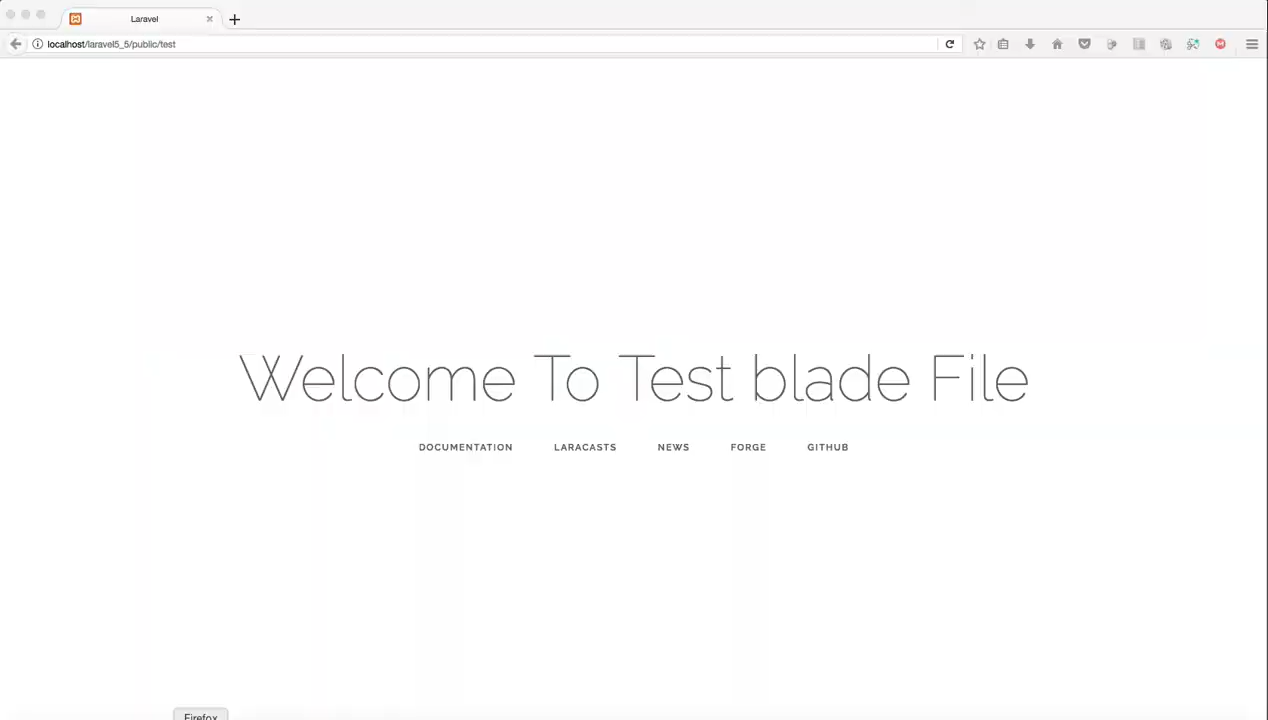 Laravel
localhost/laravel5_5/public/test
Welcome To Test blade File
DOCUMENTATION LARACASTS NEWS FORGE GITHUB
Firefox